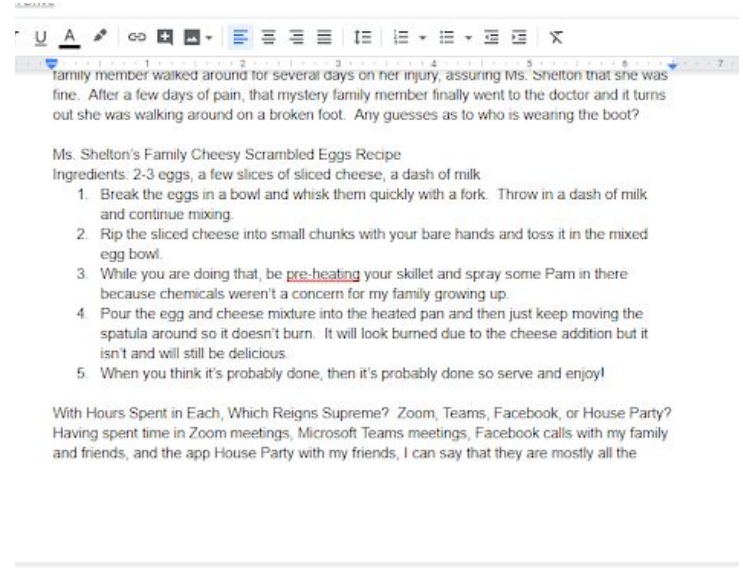 1 2 3 4 5 6 7
family member walked around for several days on her injury, assuring Ms. Shelton that she was
fine.  After a few days of pain, that mystery family member finally went to the doctor and it turns
out she was walking around on a broken foot.  Any guesses as to who is wearing the boot?
Ms. Shelton's Family Cheesy Scrambled Eggs Recipe
Ingredients: 2-3 eggs, a few slices of sliced cheese, a dash of milk
1. Break the eggs in a bowl and whisk them quickly with a fork.  Throw in a dash of milk
and continue mixing.
2. Rip the sliced cheese into small chunks with your bare hands and toss it in the mixed
egg bowl.
3. While you are doing that, be pre-heating your skillet and spray some Pam in there
because chemicals weren't a concern for my family growing up.
4. Pour the egg and cheese mixture into the heated pan and then just keep moving the
spatula around so it doesn't burn.  It will look burned due to the cheese addition but it
isn't and will still be delicious.
5. When you think it's probably done, then it's probably done so serve and enjoy!
With Hours Spent in Each, Which Reigns Supreme?  Zoom, Teams, Facebook, or House Party?
Having spent time in Zoom meetings, Microsoft Teams meetings, Facebook calls with my family
and friends, and the app House Party with my friends, I can say that they are mostly all the